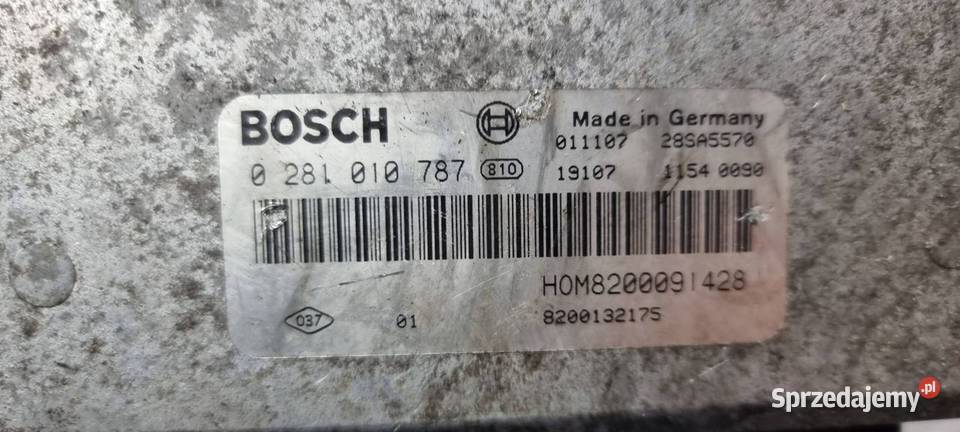 BOSCH
Made in Germany
011107 28SA5570
0 281 010 787 810
19107 1154 0090
HOM8200091428
037 01
8200132175
Sprzedajemy.pl